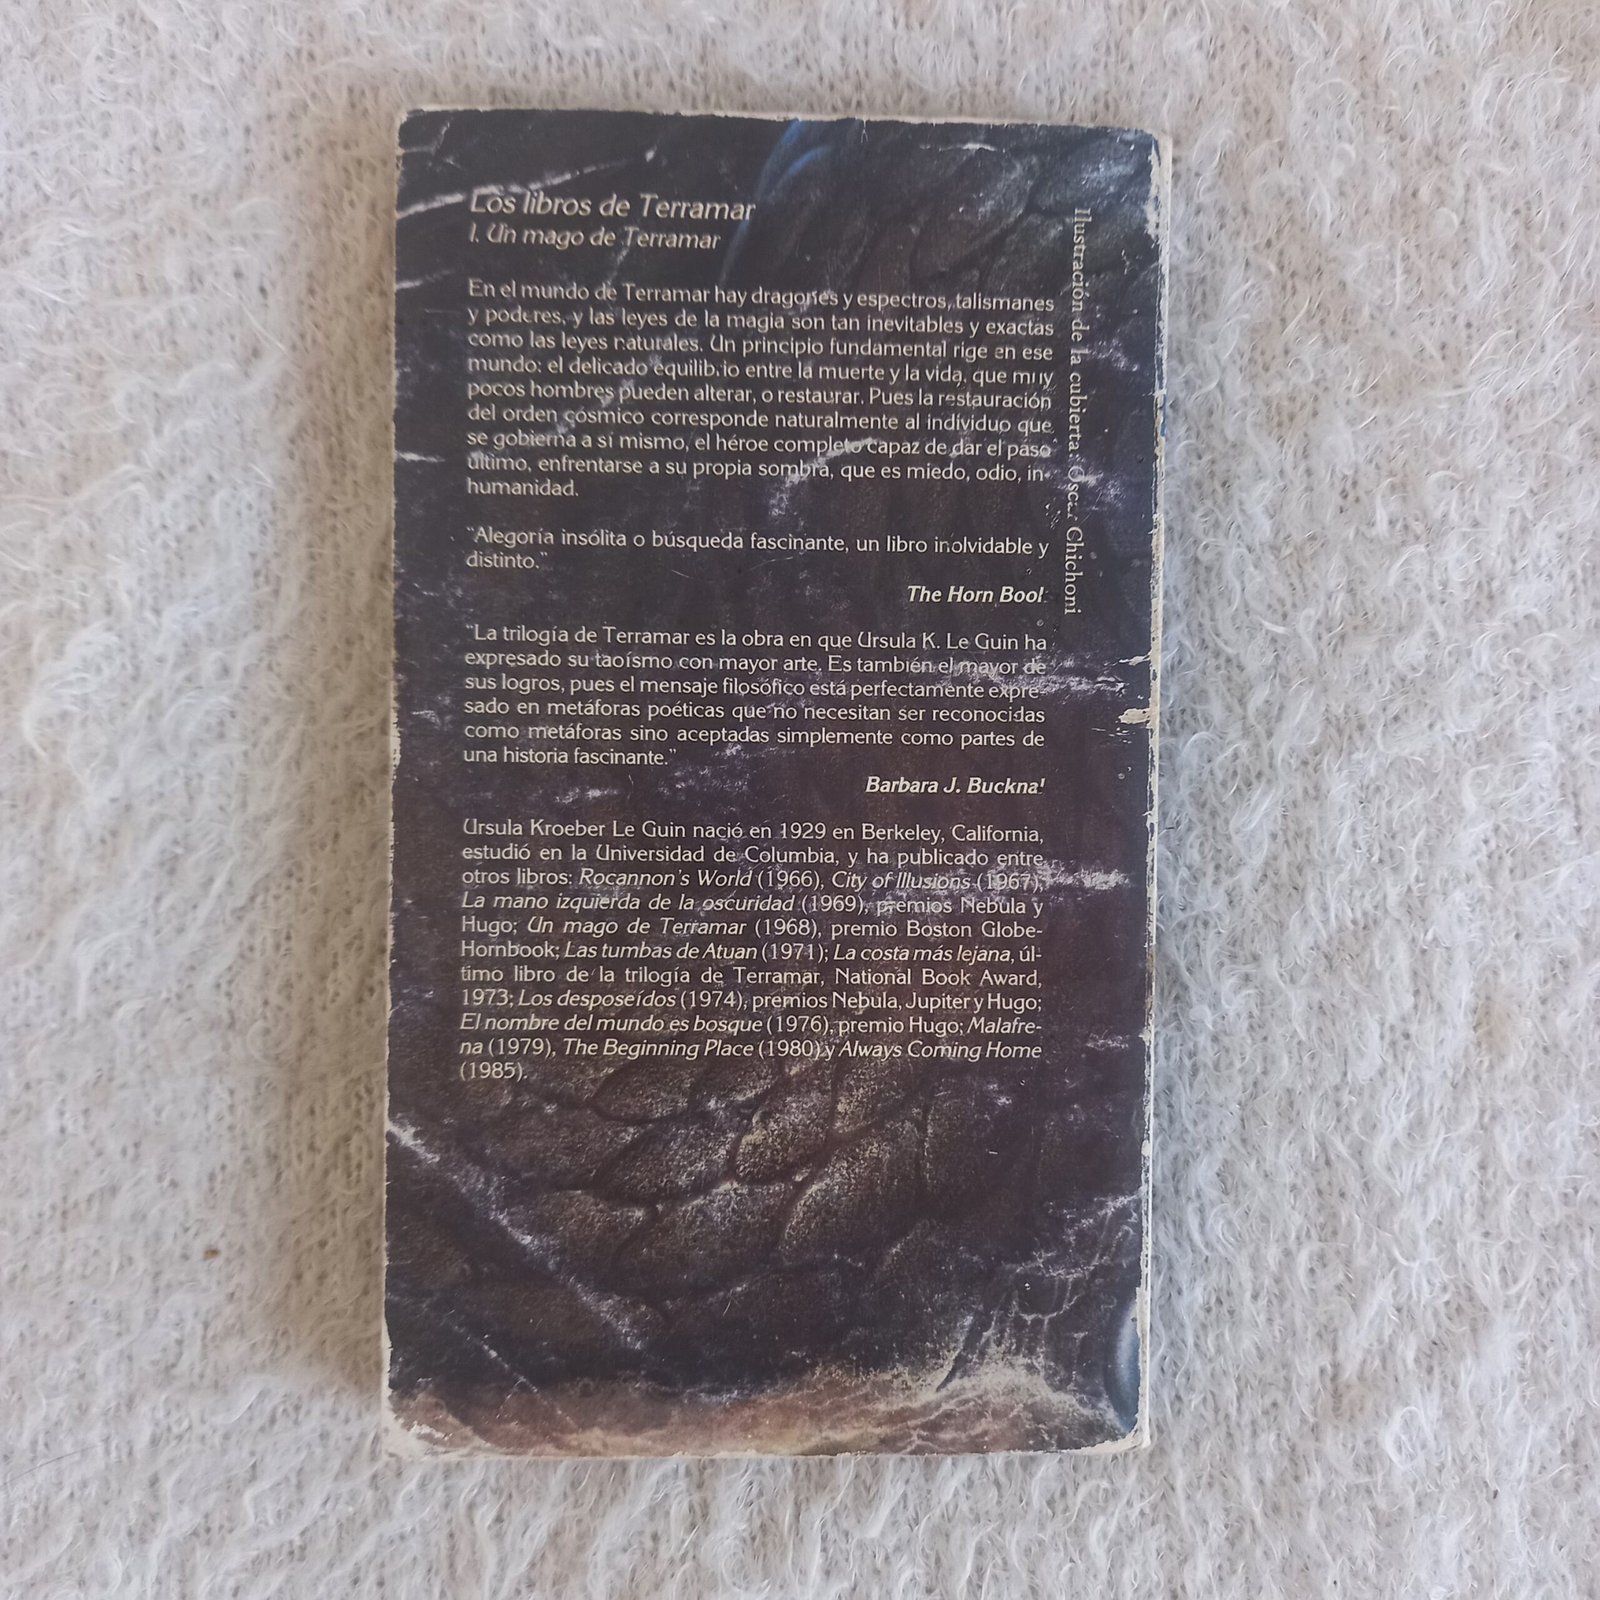 Los libros de Terramar
I. Un mago de Terramar
En el mundo de Terramar hay dragones y espectros, talismanes
y poderes, y las leyes de la magia son tan inevitables y exactas
como las leyes naturales. Un principio fundamental rige en ese
mundo: el delicado equilibrio entre la muerte y la vida, que muy
pocos hombres pueden alterar, o restaurar. Pues la restauración
del orden cósmico corresponde naturalmente al individuo que
se gobierna a sí mismo, el héroe completo capaz de dar el paso
último, enfrentarse a su propia sombra, que es miedo, odio, in-
humanidad.
"Alegoría insólita o búsqueda fascinante, un libro inolvidable y
distinto."
The Horn Book
"La trilogía de Terramar es la obra en que Ursula K. Le Guin ha
expresado su taoísmo con mayor arte. Es también el mayor de
sus logros, pues el mensaje filosófico está perfectamente expre-
sado en metáforas poéticas que no necesitan ser reconocidas
como metáforas sino aceptadas simplemente como partes de
una historia fascinante."
Barbara J. Bucknall
Ursula Kroeber Le Guin nació en 1929 en Berkeley, California,
estudió en la Universidad de Columbia, y ha publicado entre
otros libros: Rocannon's World (1966), City of Illusions (1967),
La mano izquierda de la oscuridad (1969), premios Nebula y
Hugo; Un mago de Terramar (1968), premio Boston Globe-
Hornbook; Las tumbas de Atuan (1971); La costa más lejana, úl-
timo libro de la trilogía de Terramar, National Book Award,
1973; Los desposeídos (1974), premios Nebula, Jupiter y Hugo;
El nombre del mundo es bosque (1976), premio Hugo; Malafre-
na (1979), The Beginning Place (1980) y Always Coming Home
(1985).
Ilustración de la cubierta: Oscar Chichoni